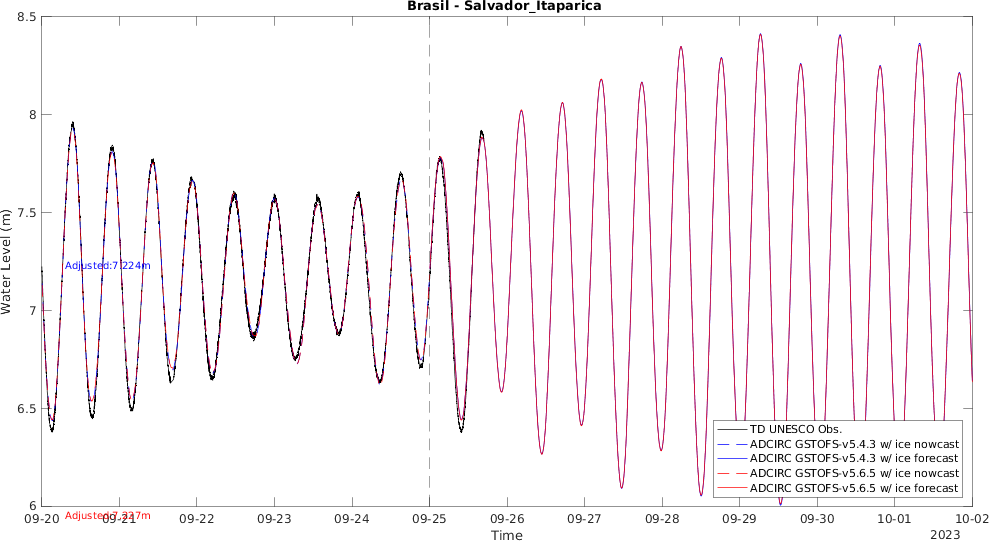 Brasil - Salvador_Itaparica
8.5
8
7.5
7
6.5
6
Water Level (m)
Adjusted:7.224m
Adjusted:7.227m
TD UNESCO Obs.
ADCIRC GSTOFS-v5.4.3 w/ ice nowcast
ADCIRC GSTOFS-v5.4.3 w/ ice forecast
ADCIRC GSTOFS-v5.6.5 w/ ice nowcast
ADCIRC GSTOFS-v5.6.5 w/ ice forecast
09-20 09-21 09-22 09-23 09-24 09-25 09-26 09-27 09-28 09-29 09-30 10-01 10-02
Time
2023